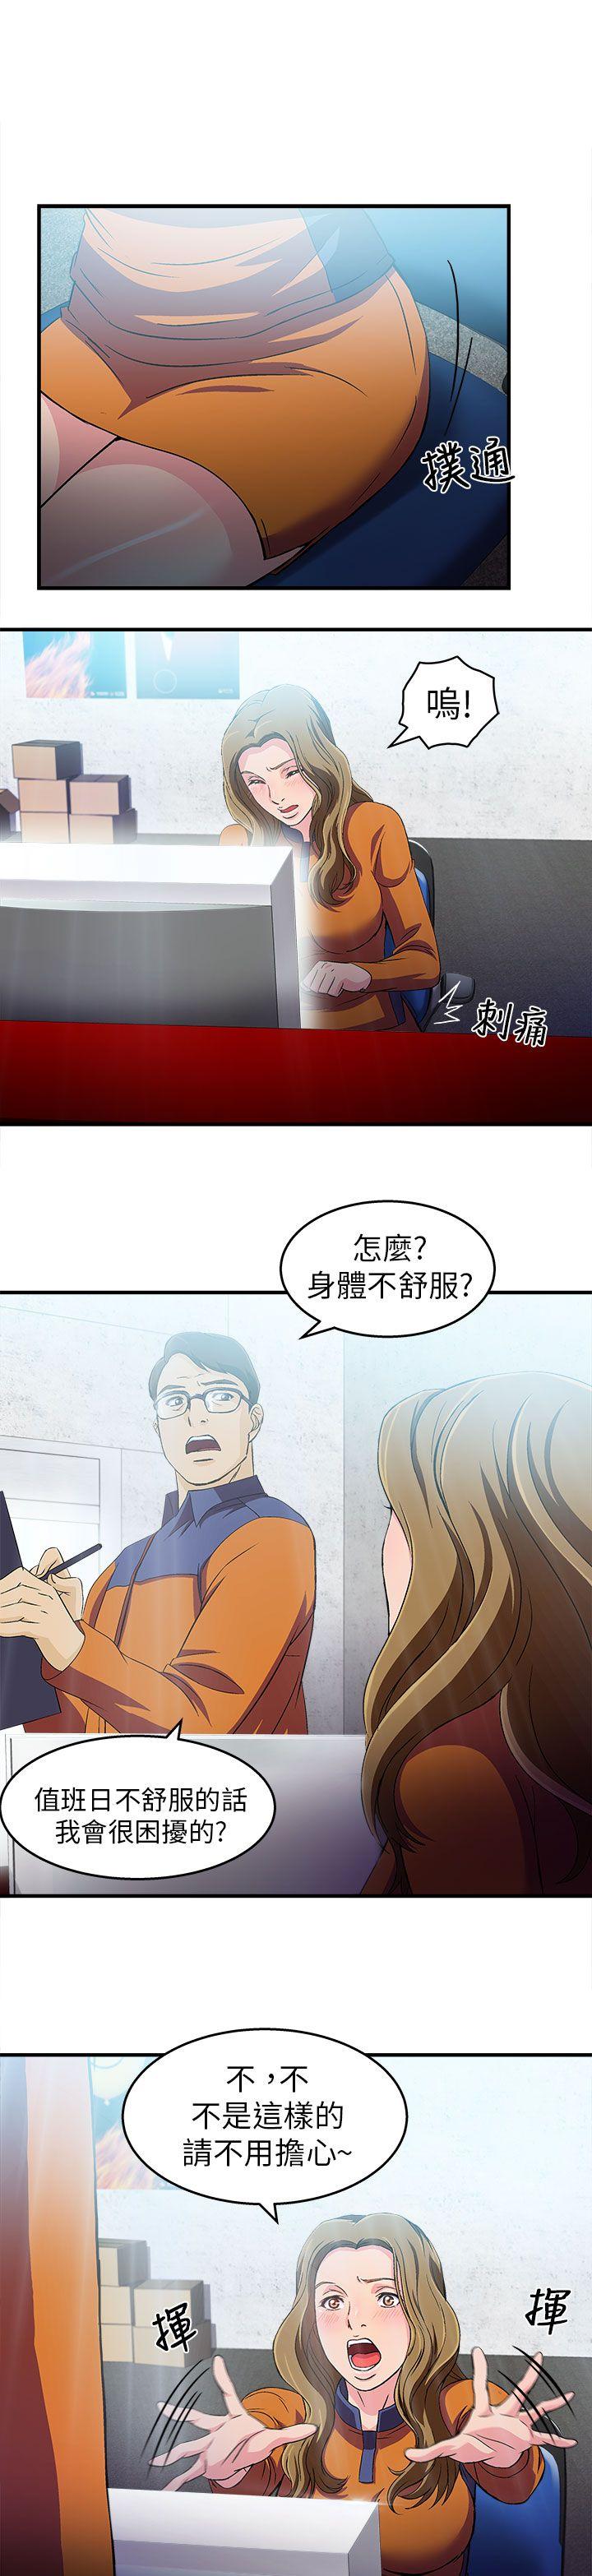 撲通
嗚!
刺痛
怎麼?
身體不舒服?
值班日不舒服的話
我會很困擾的?
不，不
不是這樣的
請不用擔心~
揮
揮